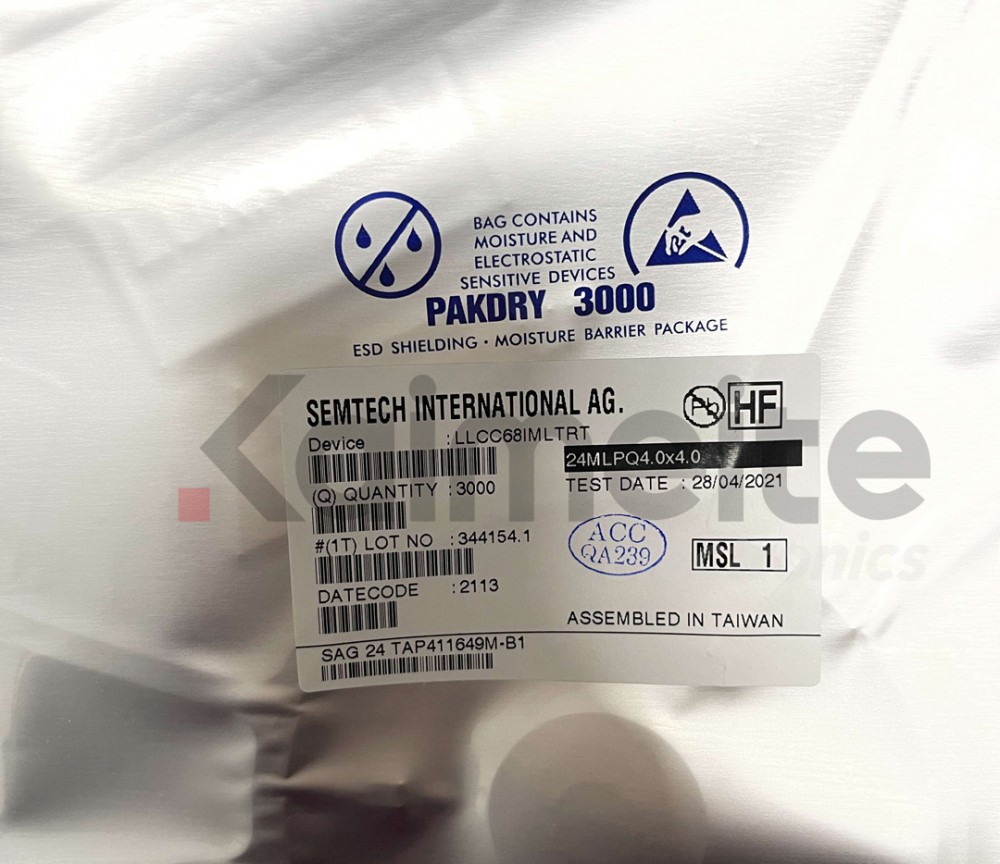 BAG CONTAINS
MOISTURE AND
ELECTROSTATIC
SENSITIVE DEVICES
PAKDRY 3000
ESD SHIELDING · MOISTURE BARRIER PACKAGE
SEMTECH INTERNATIONAL AG.
Pb
HF
Device : LLCC68IMLTRT
24MLPQ4.0x4.0
(Q) QUANTITY : 3000
TEST DATE : 28/04/2021
#(1T) LOT NO : 344154.1
ACC
QA239
MSL 1
DATECODE : 2113
ASSEMBLED IN TAIWAN
SAG 24 TAP411649M-B1
Kaimeite